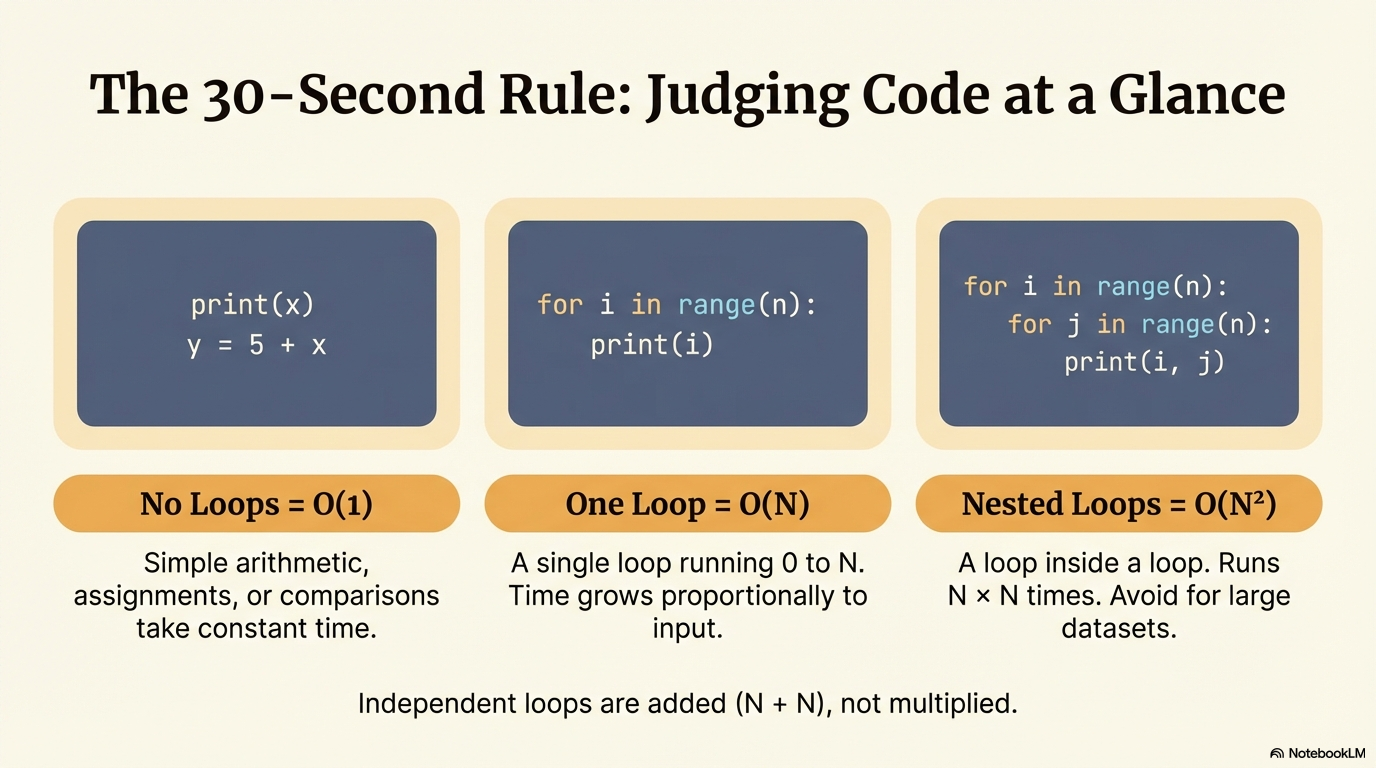 The 30-Second Rule: Judging Code at a Glance
print(x)
y = 5 + x
for i in range(n):
print(i)
for i in range(n):
for j in range(n):
print(i, j)
No Loops = O(1)
Simple arithmetic,
assignments, or comparisons
take constant time.
One Loop = O(N)
A single loop running 0 to N.
Time grows proportionally to
input.
Nested Loops = O(N²)
A loop inside a loop. Runs
N × N times. Avoid for large
datasets.
Independent loops are added (N + N), not multiplied.
NotebookLM